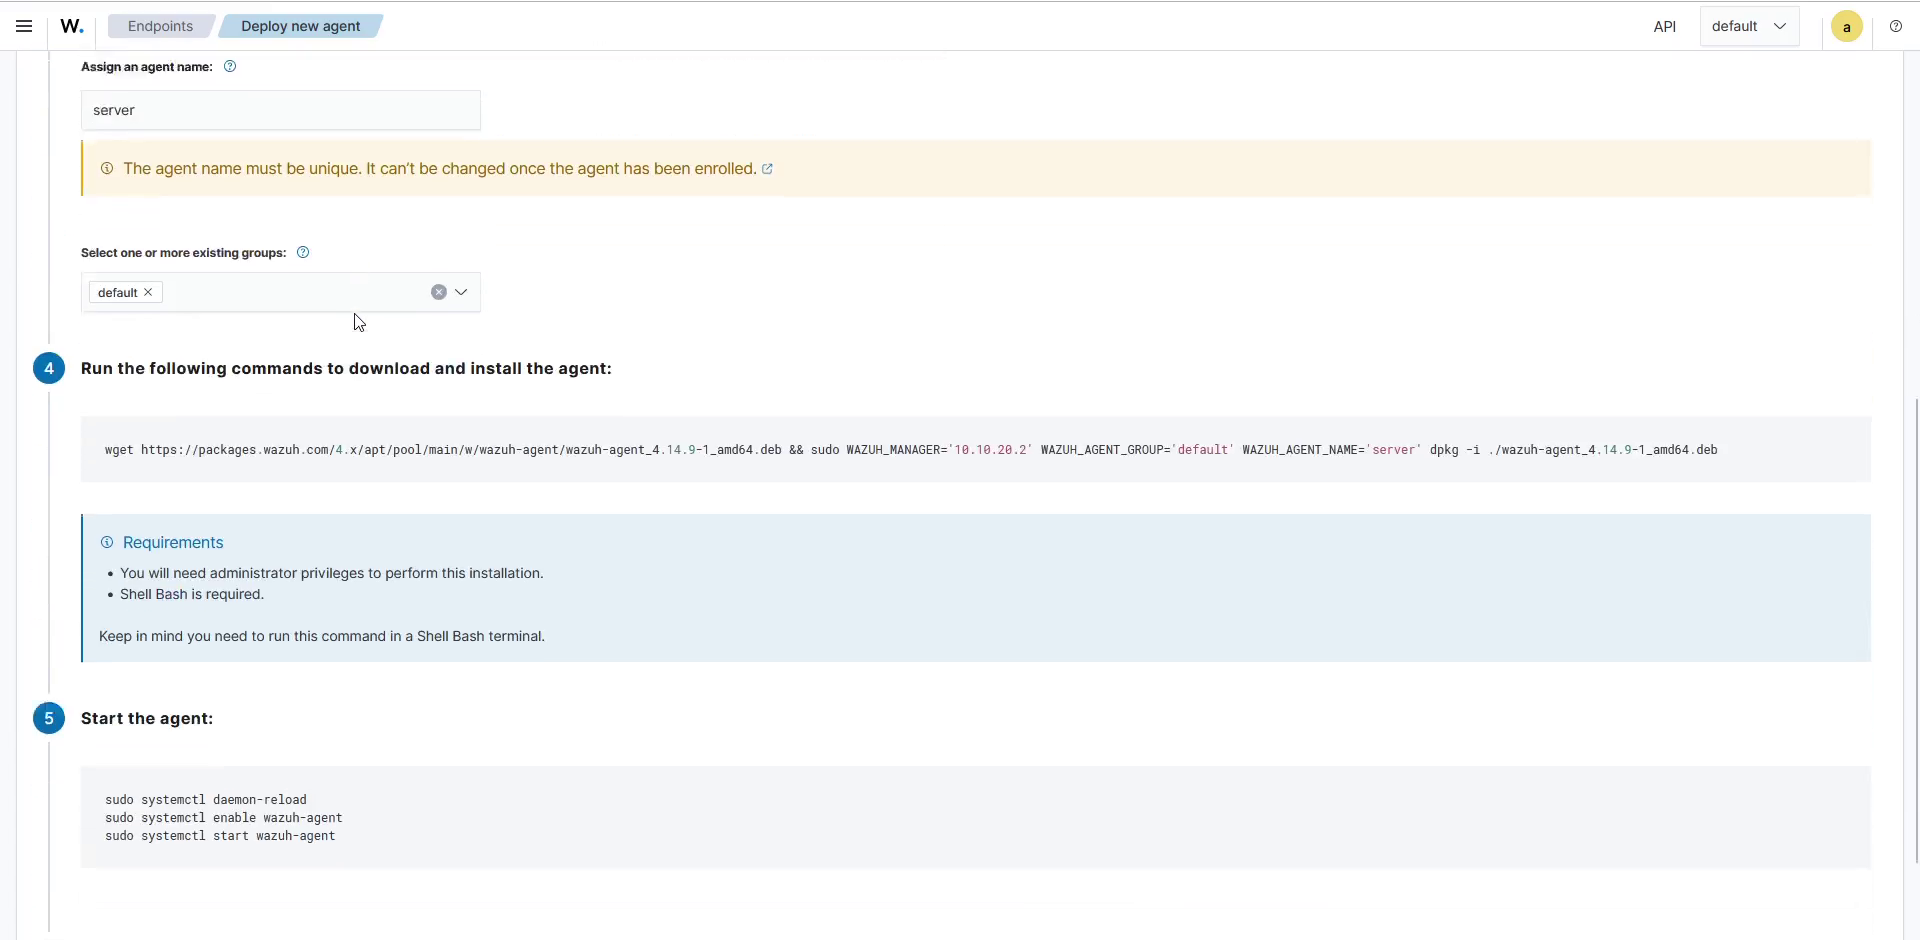 W.
Endpoints
Deploy new agent
API
default
a
Assign an agent name:
server
The agent name must be unique. It can’t be changed once the agent has been enrolled.
Select one or more existing groups:
default
4
Run the following commands to download and install the agent:
wget https://packages.wazuh.com/4.x/apt/pool/main/w/wazuh-agent/wazuh-agent_4.14.9-1_amd64.deb && sudo WAZUH_MANAGER='10.10.20.2' WAZUH_AGENT_GROUP='default' WAZUH_AGENT_NAME='server' dpkg -i ./wazuh-agent_4.14.9-1_amd64.deb
Requirements
• You will need administrator privileges to perform this installation.
• Shell Bash is required.
Keep in mind you need to run this command in a Shell Bash terminal.
5
Start the agent:
sudo systemctl daemon-reload
sudo systemctl enable wazuh-agent
sudo systemctl start wazuh-agent